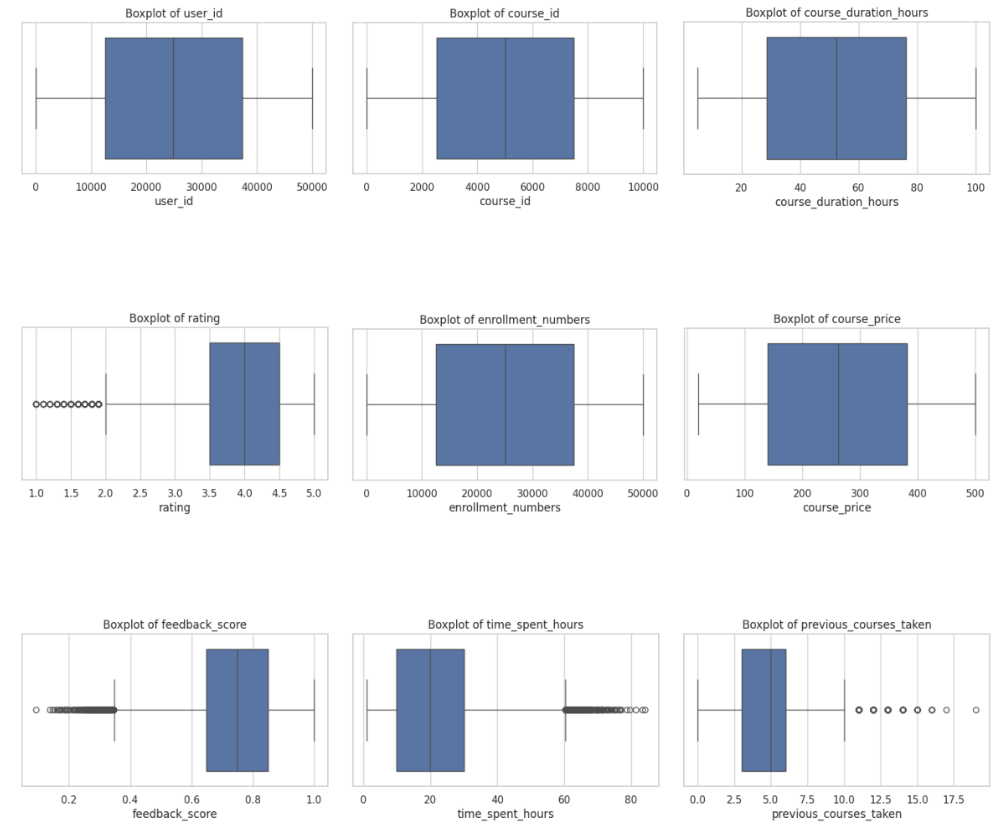 Boxplot of user_id
Boxplot of course_id
Boxplot of course_duration_hours
0 10000 20000 30000 40000 50000
0 2000 4000 6000 8000 10000
20 40 60 80 100
user_id
course_id
course_duration_hours
Boxplot of rating
Boxplot of enrollment_numbers
Boxplot of course_price
1.0 1.5 2.0 2.5 3.0 3.5 4.0 4.5 5.0
0 10000 20000 30000 40000 50000
0 100 200 300 400 500
rating
enrollment_numbers
course_price
Boxplot of feedback_score
Boxplot of time_spent_hours
Boxplot of previous_courses_taken
0.2 0.4 0.6 0.8 1.0
0 20 40 60 80
0.0 2.5 5.0 7.5 10.0 12.5 15.0 17.5
feedback_score
time_spent_hours
previous_courses_taken